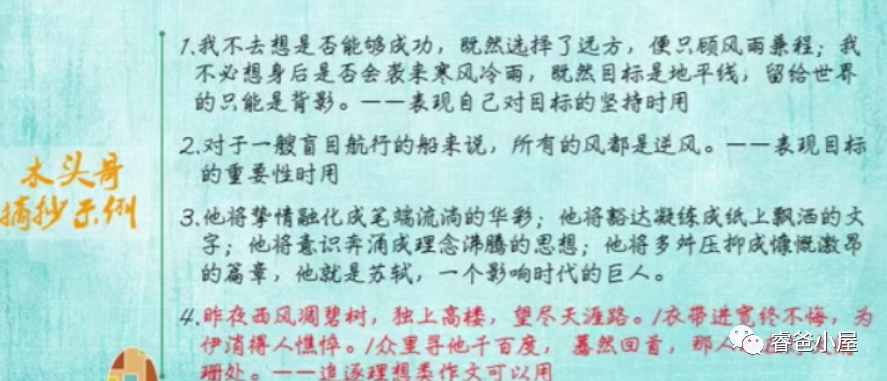 木头哥
摘抄示例
1.我不去想是否能够成功，既然选择了远方，便只顾风雨兼程；我
不必想身后是否会袭来寒风冷雨，既然目标是地平线，留给世界
的只能是背影。——表现自己对目标的坚持时用
2.对于一艘盲目航行的船来说，所有的风都是逆风。——表现目标
的重要性时用
3.他将挚情融化成笔端流淌的华彩；他将豁达凝练成纸上飘洒的文
字；他将意识奔涌成理念沸腾的思想；他将多舛压抑成慷慨激昂
的篇章，他就是苏轼，一个影响时代的巨人。
4.昨夜西风凋碧树，独上高楼，望尽天涯路。/衣带进宽终不悔，为
伊消得人憔悴。/众里寻他千百度，蓦然回首，那人
珊处。——追逐理想类作文可以用
睿爸小屋